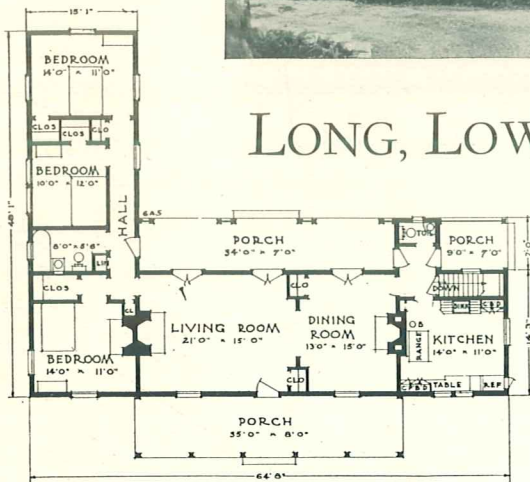 15'1"
BEDROOM
14'0" × 11'0"
CLOS
CLOS
CLO
LONG, LOW
BEDROOM
10'0" × 12'0"
HALL
48'1"
PORCH
34'0" × 7'0"
TOIL
PORCH
9'0" × 7'0"
8'0" × 8'8"
LIN
CLOS
CL
CLO
DOWN
LIVING ROOM
21'0" × 15'0"
DINING
ROOM
13'0" × 15'0"
KITCHEN
14'0" × 11'0"
RANGE
BEDROOM
14'0" × 11'0"
CLO
CPBD
TABLE
REF
PORCH
35'0" × 8'0"
64'8"